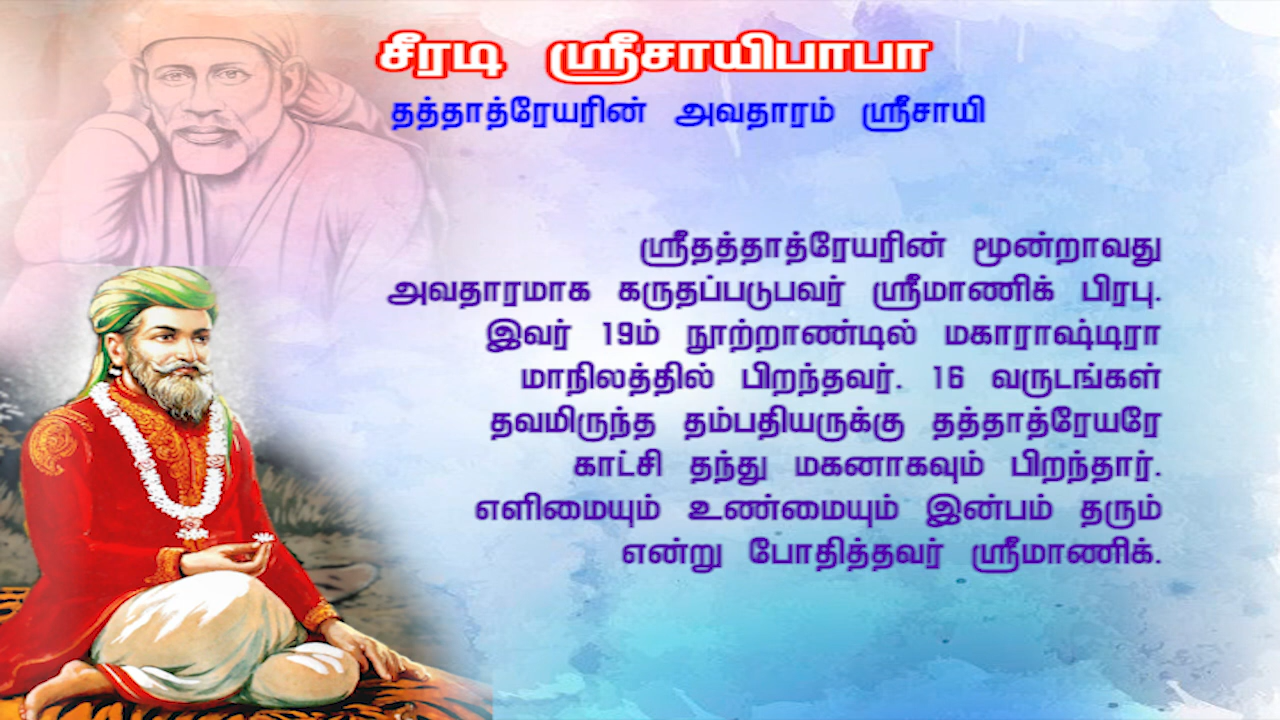 சீரடி ஸ்ரீசாயிபாபா
தத்தாத்ரேயரின் அவதாரம் ஸ்ரீசாயி
ஸ்ரீதத்தாத்ரேயரின் மூன்றாவது
அவதாரமாக கருதப்படுபவர் ஸ்ரீமாணிக் பிரபு.
இவர் 19ம் நூற்றாண்டில் மகாராஷ்டிரா
மாநிலத்தில் பிறந்தவர். 16 வருடங்கள்
தவமிருந்த தம்பதியருக்கு தத்தாத்ரேயரே
காட்சி தந்து மகனாகவும் பிறந்தார்.
எளிமையும் உண்மையும் இன்பம் தரும்
என்று போதித்தவர் ஸ்ரீமாணிக்.